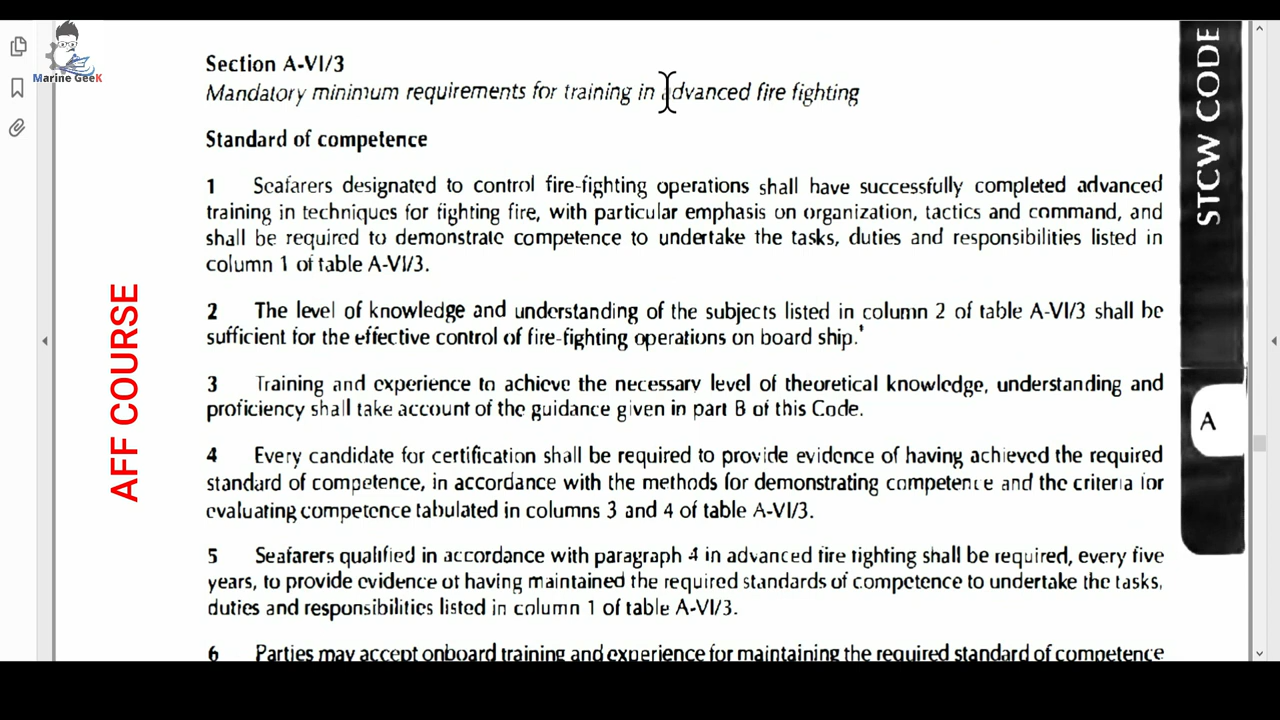 Marine GeeK
Section A-VI/3
Mandatory minimum requirements for training in advanced fire fighting
Standard of competence
1 Seafarers designated to control fire-fighting operations shall have successfully completed advanced
training in techniques for fighting fire, with particular emphasis on organization, tactics and command, and
shall be required to demonstrate competence to undertake the tasks, duties and responsibilities listed in
column 1 of table A-VI/3.
2 The level of knowledge and understanding of the subjects listed in column 2 of table A-VI/3 shall be
sufficient for the effective control of fire-fighting operations on board ship.*
3 Training and experience to achieve the necessary level of theoretical knowledge, understanding and
proficiency shall take account of the guidance given in part B of this Code.
4 Every candidate for certification shall be required to provide evidence of having achieved the required
standard of competence, in accordance with the methods for demonstrating competence and the criteria for
evaluating competence tabulated in columns 3 and 4 of table A-VI/3.
5 Seafarers qualified in accordance with paragraph 4 in advanced fire fighting shall be required, every five
years, to provide evidence of having maintained the required standards of competence to undertake the tasks,
duties and responsibilities listed in column 1 of table A-VI/3.
6 Parties may accept onboard training and experience for maintaining the required standard of competence
AFF COURSE
STCW CODE
A